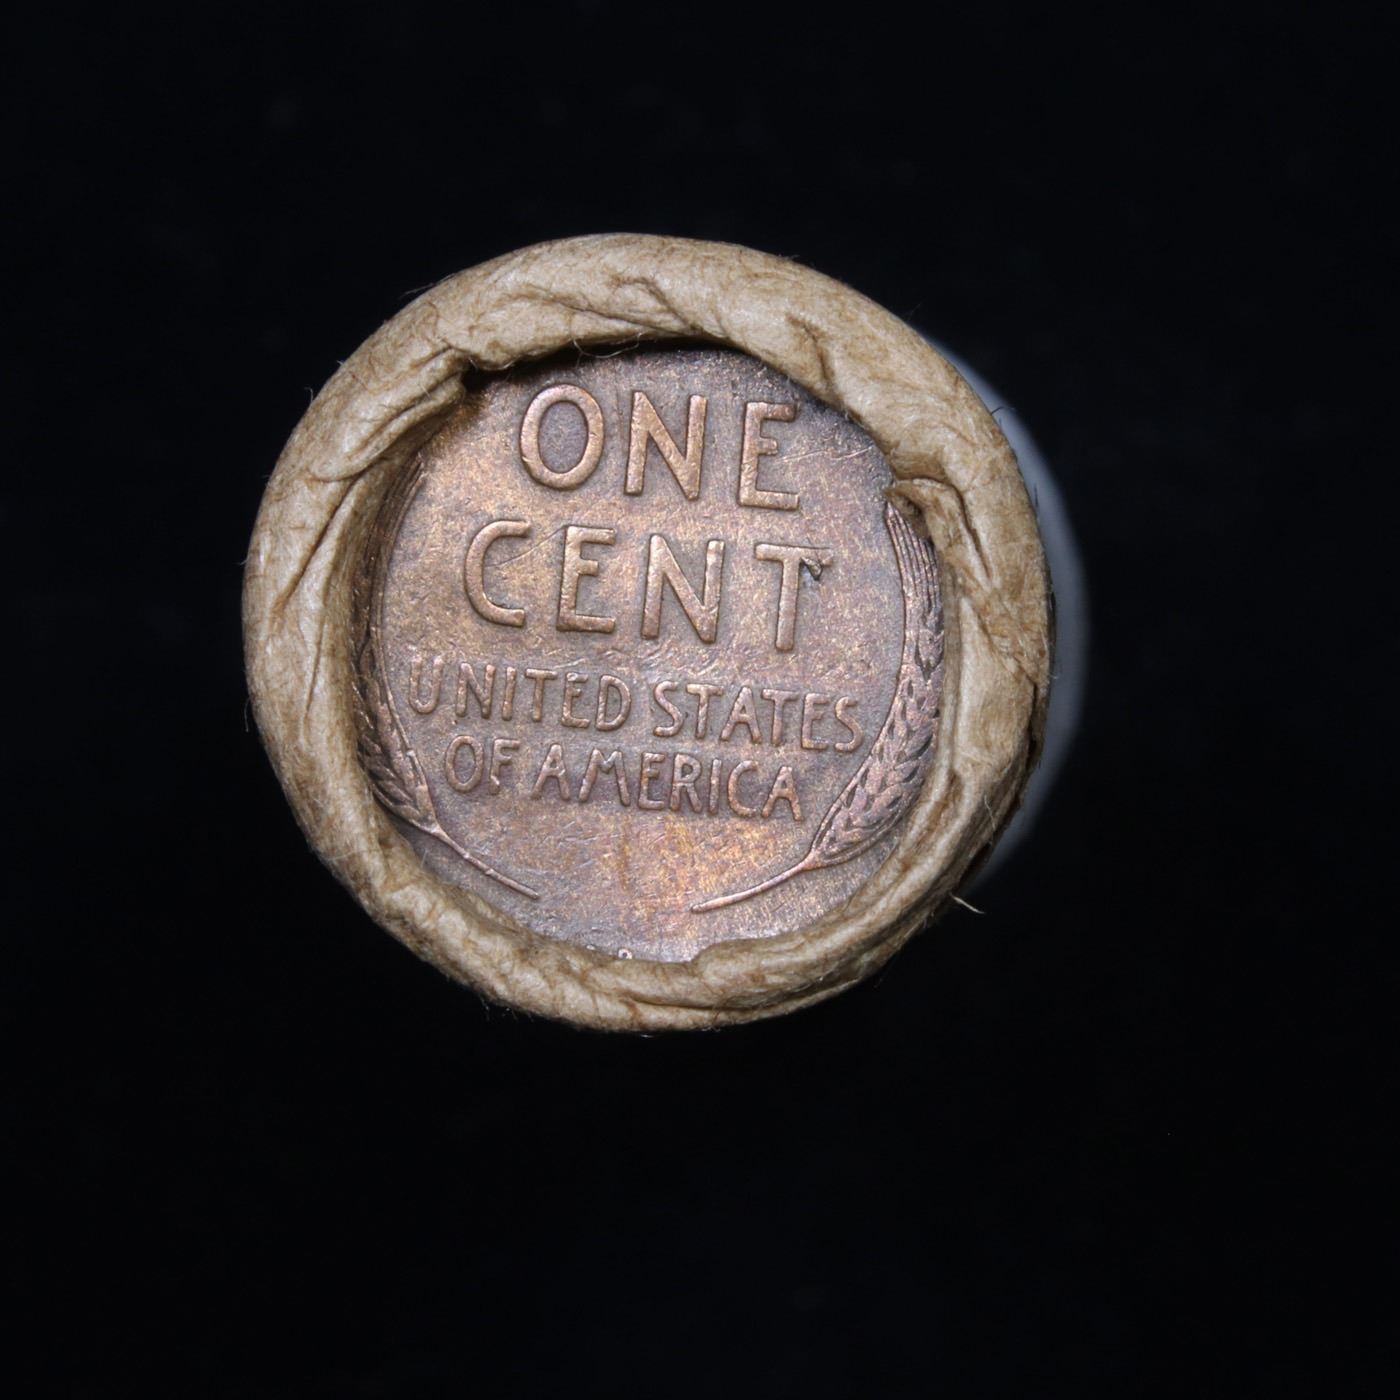 ONE
CENT
UNITED STATES
OF AMERICA